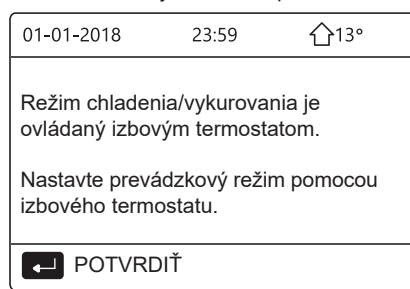 01-01-2018 23:59 13°
Režim chladenia/vykurovania je
ovládaný izbovým termostatom.
Nastavte prevádzkový režim pomocou
izbového termostatu.
POTVRDIŤ